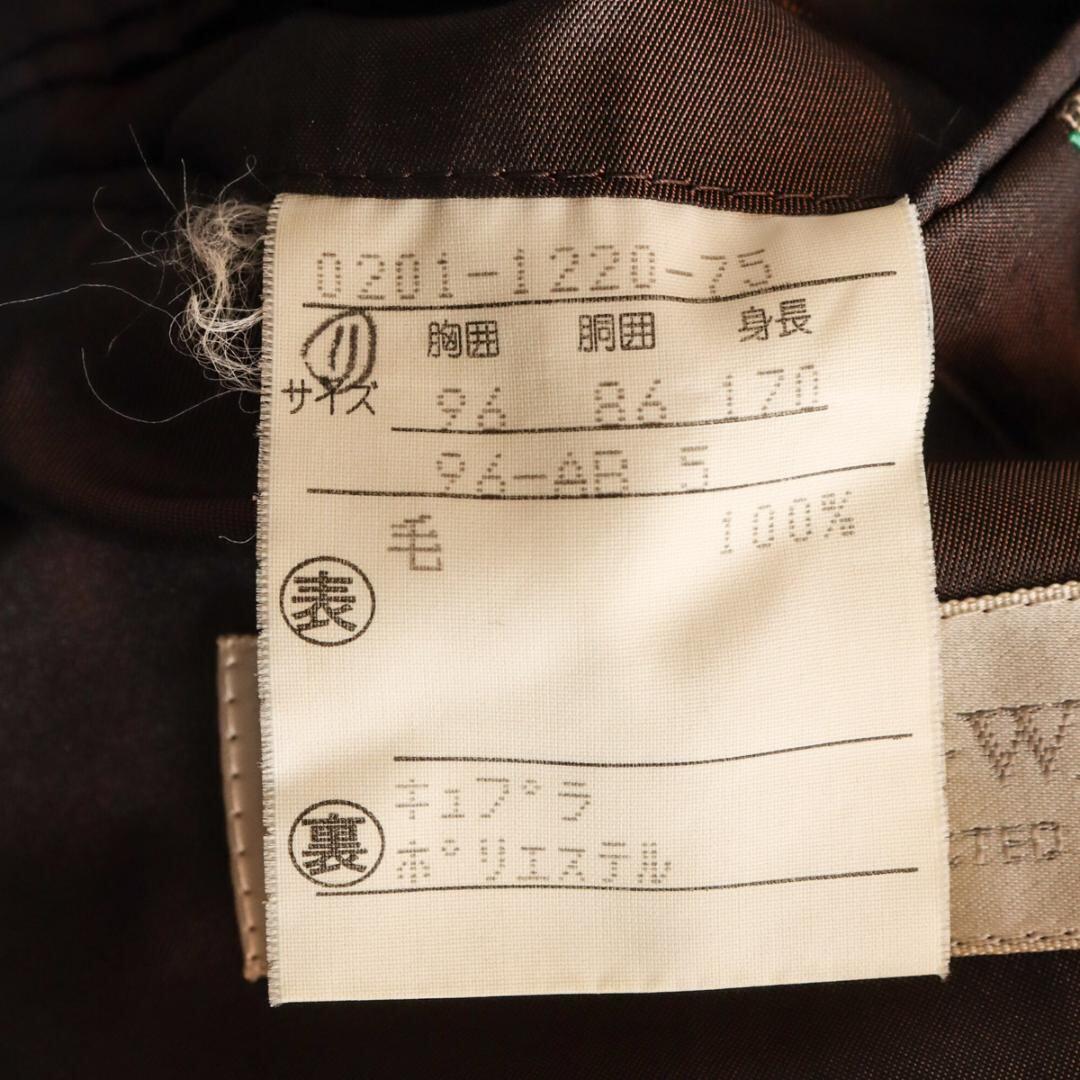 0201-1220-75
胸囲 胴囲 身長
サイズ
96 86 170
96-AB 5
毛 100%
表
キュプラ
裏
ポリエステル
W
CTED